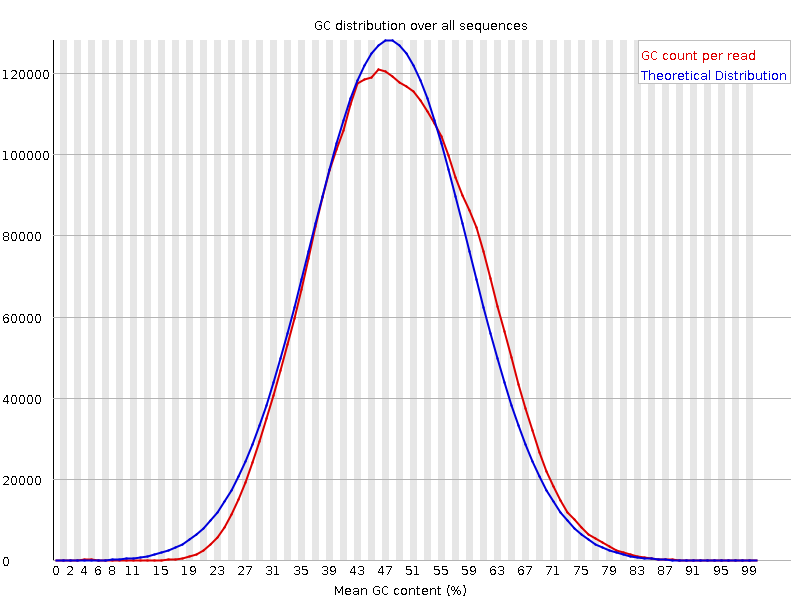 GC distribution over all sequences
GC count per read
Theoretical Distribution
120000
100000
80000
60000
40000
20000
0
0 2 4 6 8 11 15 19 23 27 31 35 39 43 47 51 55 59 63 67 71 75 79 83 87 91 95 99
Mean GC content (%)